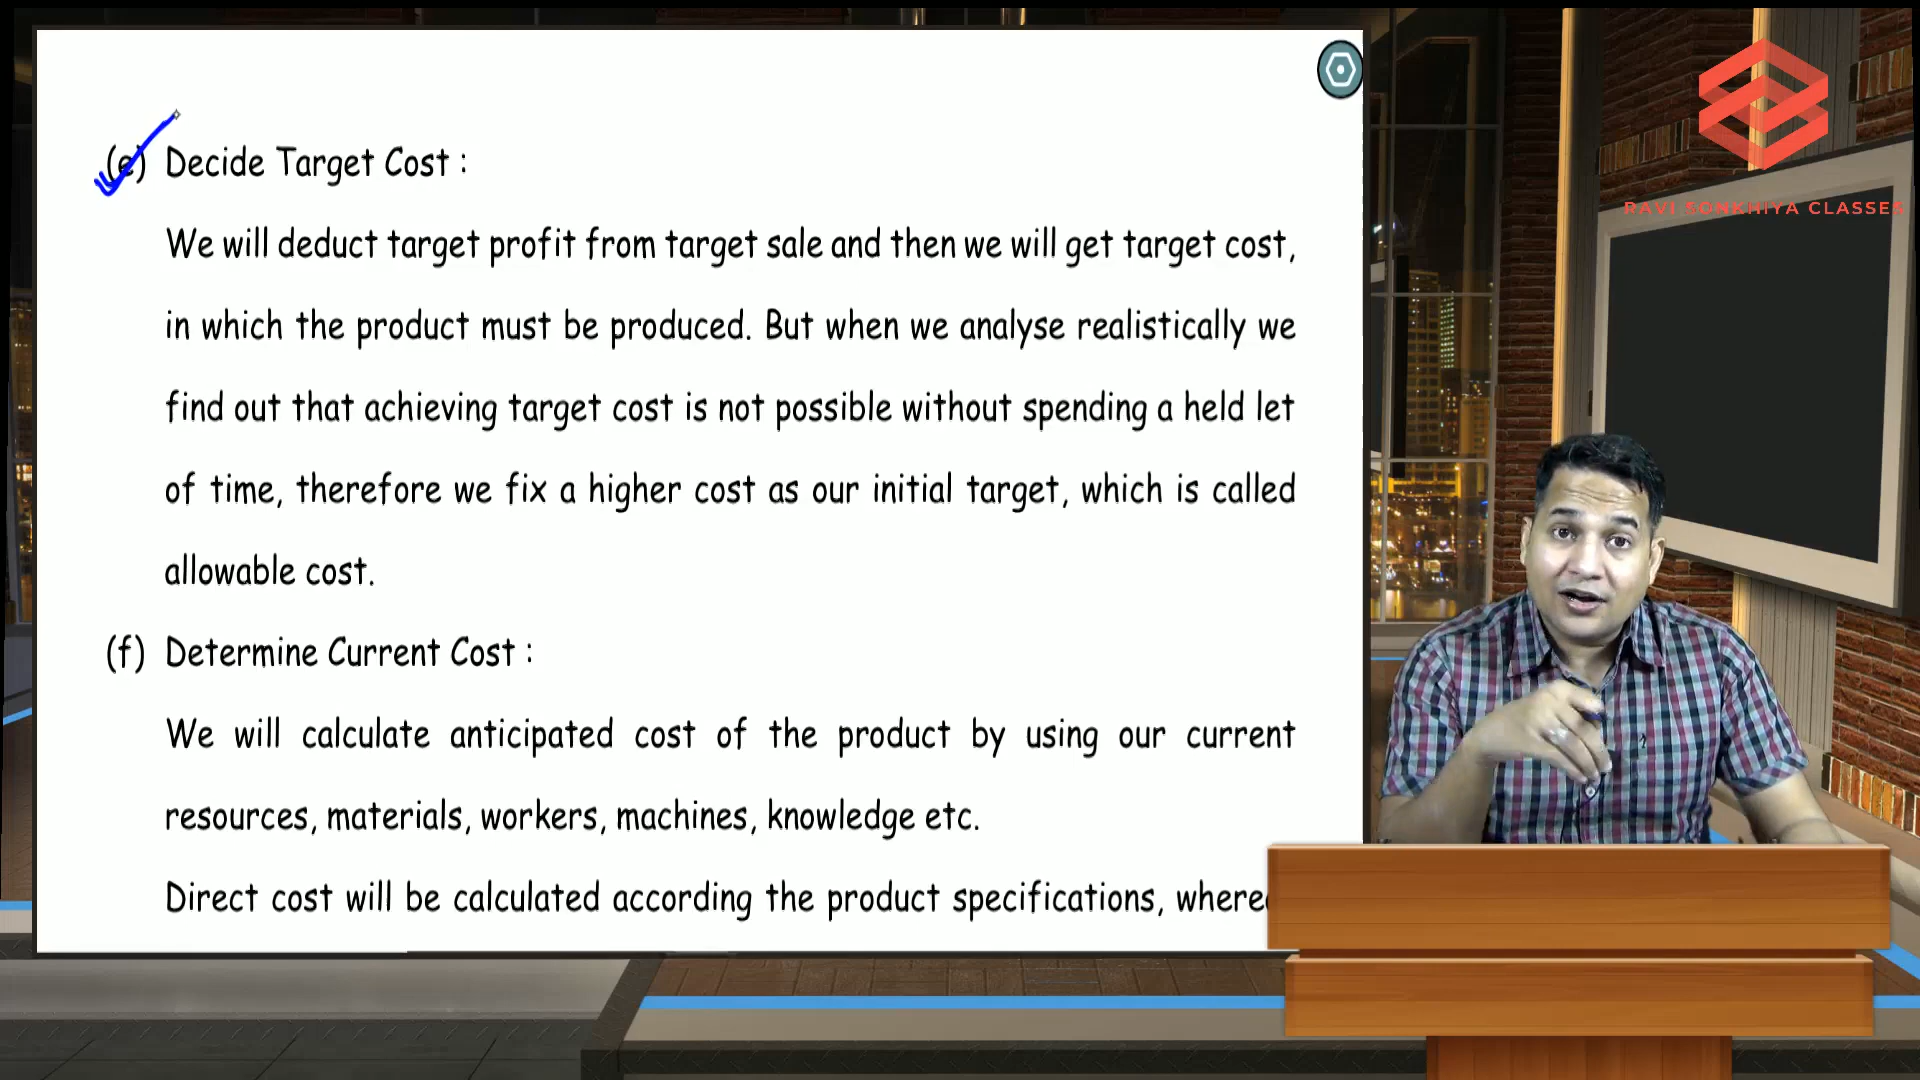 (e) Decide Target Cost :
We will deduct target profit from target sale and then we will get target cost,
in which the product must be produced. But when we analyse realistically we
find out that achieving target cost is not possible without spending a held let
of time, therefore we fix a higher cost as our initial target, which is called
allowable cost.
(f) Determine Current Cost :
We will calculate anticipated cost of the product by using our current
resources, materials, workers, machines, knowledge etc.
Direct cost will be calculated according the product specifications,
RAVI SONKHIYA CLASSES